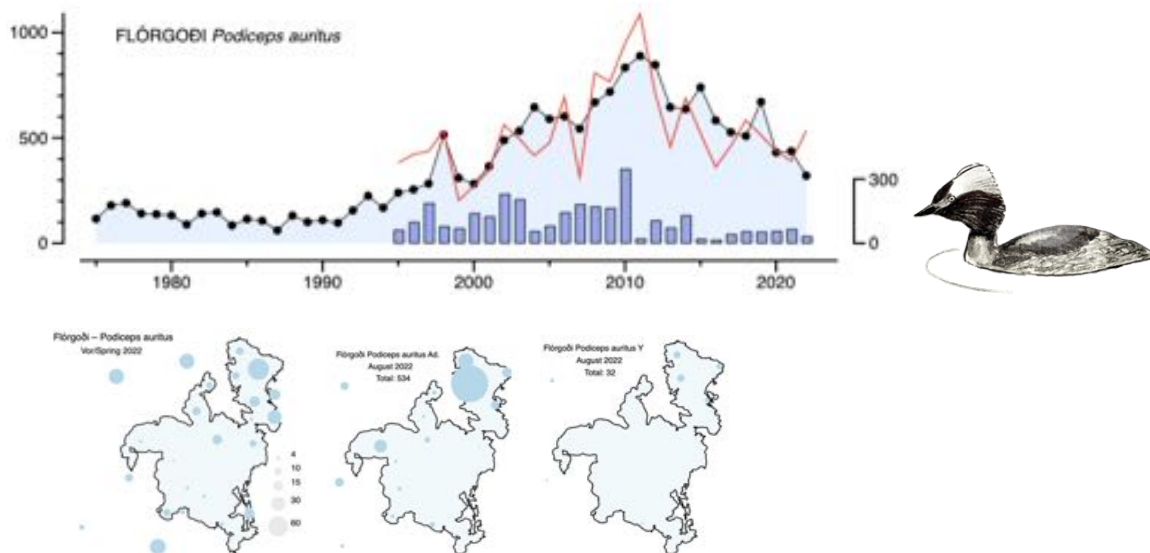 FLÓRGOÐI Podiceps auritus
1000
500
0
300
0
1980
1990
2000
2010
2020
Flórgoði – Podiceps auritus
Vor/Spring 2022
4
10
15
30
60
Flórgoði Podiceps auritus Ad.
August 2022
Total: 534
Flórgoði Podiceps auritus Y
August 2022
Total: 32